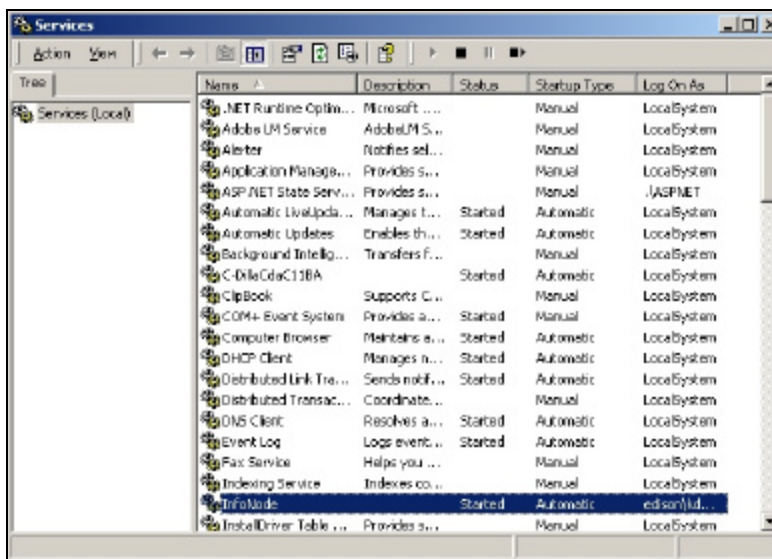 Services
Action View
Tree
Services (Local)
Name Description Status Startup Type Log On As
.NET Runtime Optim... Microsoft .... Manual LocalSystem
Adobe LM Service AdobeLM S... Manual LocalSystem
Alerter Notifies sel... Manual LocalSystem
Application Manage... Provides s... Manual LocalSystem
ASP.NET State Serv... Provides s... Manual .\ASPNET
Automatic LiveUpda... Manages t... Started Automatic LocalSystem
Automatic Updates Enables th... Started Automatic LocalSystem
Background Intellig... Transfers f... Manual LocalSystem
C-DillaCdaC11BA Started Automatic LocalSystem
ClipBook Supports C... Manual LocalSystem
COM+ Event System Provides a... Started Manual LocalSystem
Computer Browser Maintains a... Started Automatic LocalSystem
DHCP Client Manages n... Started Automatic LocalSystem
Distributed Link Tra... Sends notif... Started Automatic LocalSystem
Distributed Transac... Coordinate... Manual LocalSystem
DNS Client Resolves a... Started Automatic LocalSystem
Event Log Logs event... Started Automatic LocalSystem
Fax Service Helps you ... Manual LocalSystem
Indexing Service Indexes co... Manual LocalSystem
InfoNode Started Automatic
InstallDriver Table ... Provides s... Manual LocalSystem